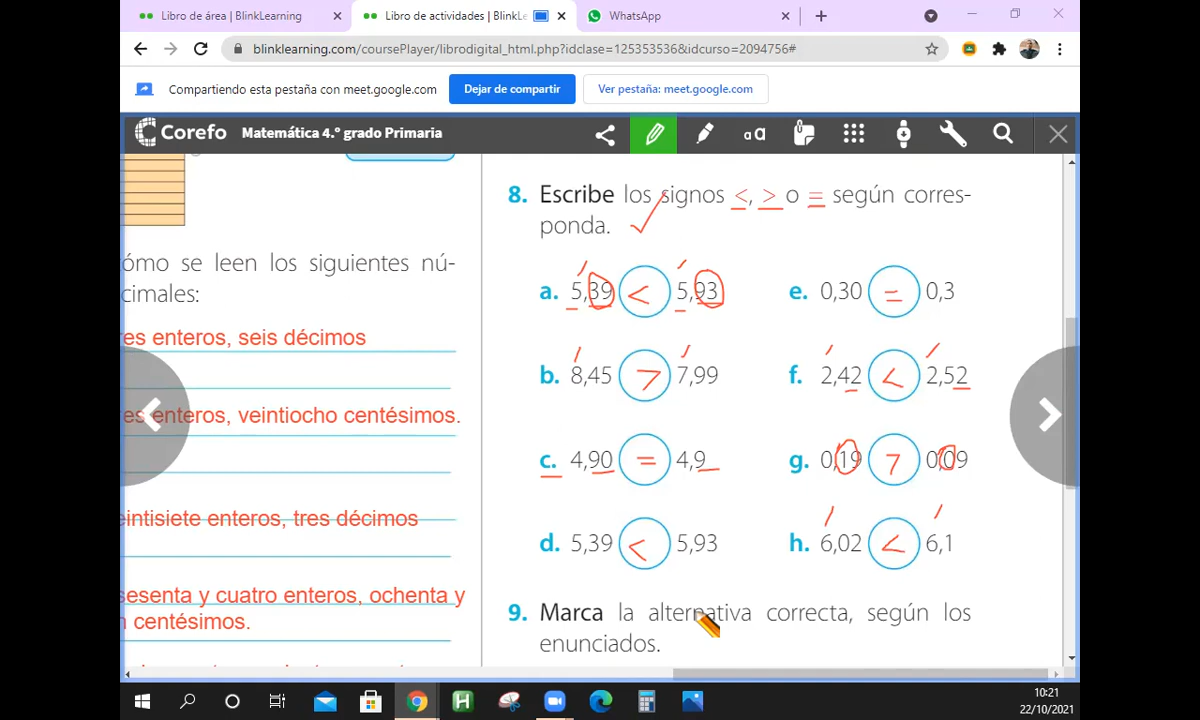 Libro de área | BlinkLearning
Libro de actividades | BlinkLe
WhatsApp
blinklearning.com/coursePlayer/librodigital_html.php?idclase=125353536&idcurso=2094756#
Compartiendo esta pestaña con meet.google.com
Dejar de compartir
Ver pestaña: meet.google.com
Corefo
Matemática 4.º grado Primaria
aa
ómo se leen los siguientes nú-
cimales:
es enteros, seis décimos
es enteros, veintiocho centésimos.
eintisiete enteros, tres décimos
sesenta y cuatro enteros, ochenta y
n centésimos.
8. Escribe los signos <, > o = según corres-
ponda.
a. 5,39 < 5,93
e. 0,30 = 0,3
b. 8,45 > 7,99
f. 2,42 < 2,52
c. 4,90 = 4,9
g. 0,19 > 0,09
d. 5,39 < 5,93
h. 6,02 < 6,1
9. Marca la alternativa correcta, según los
enunciados.
10:21
22/10/2021